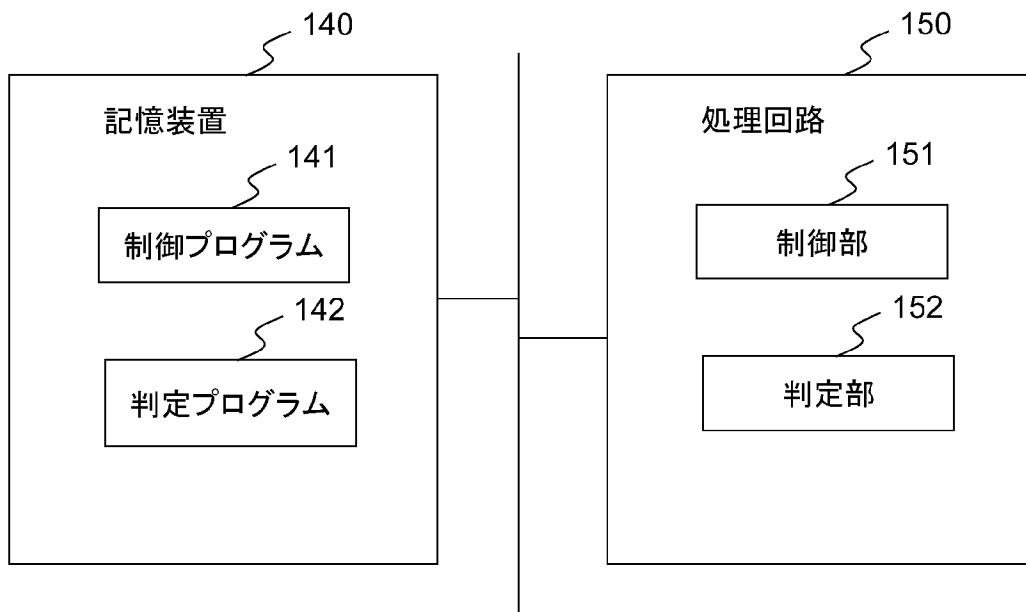 140
記憶装置
141
制御プログラム
142
判定プログラム
150
処理回路
151
制御部
152
判定部